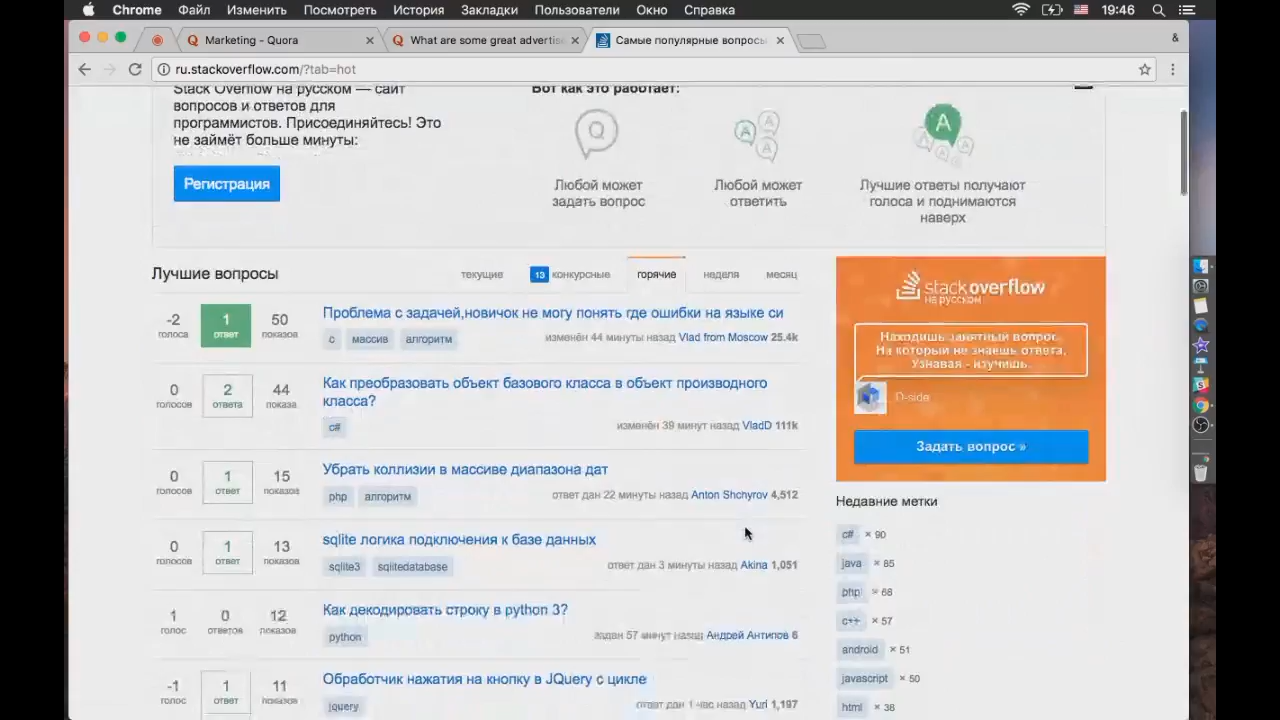 Chrome Файл Изменить Посмотреть История Закладки Пользователи Окно Справка 19:46
Marketing - Quora
What are some great advertise
Самые популярные вопросы
ru.stackoverflow.com/?tab=hot
Stack Overflow на русском — сайт
вопросов и ответов для
программистов. Присоединяйтесь! Это
не займёт больше минуты:
Регистрация
Вот как это работает:
Q
A
A
A
A
Любой может
задать вопрос
Любой может
ответить
Лучшие ответы получают
голоса и поднимаются
наверх
Лучшие вопросы
текущие
13 конкурсные
горячие
неделя
месяц
-2 1 50
голоса ответ показов
Проблема с задачей,новичок не могу понять где ошибки на языке си
c массив алгоритм
изменён 44 минуты назад Vlad from Moscow 25.4k
0 2 44
голосов ответа показа
Как преобразовать объект базового класса в объект производного
класса?
c#
изменён 39 минут назад VladD 111k
0 1 15
голосов ответ показов
Убрать коллизии в массиве диапазона дат
php алгоритм
ответ дан 22 минуты назад Anton Shchyrov 4,512
0 1 13
голосов ответ показов
sqlite логика подключения к базе данных
sqlite3 sqlitedatabase
ответ дан 3 минуты назад Akina 1,051
1 0 12
голос ответов показов
Как декодировать строку в python 3?
python
задан 57 минут назад Андрей Антипов 6
-1 1 11
голос ответ показов
Обработчик нажатия на кнопку в JQuery с цикле
jquery
ответ дан 1 час назад Yuri 1,197
stackoverflow
на русском
Находишь занятный вопрос.
На который не знаешь ответа,
Узнавая - изучишь.
D-side
Задать вопрос »
Недавние метки
c# × 90
java × 85
php × 68
c++ × 57
android × 51
javascript × 50
html × 38